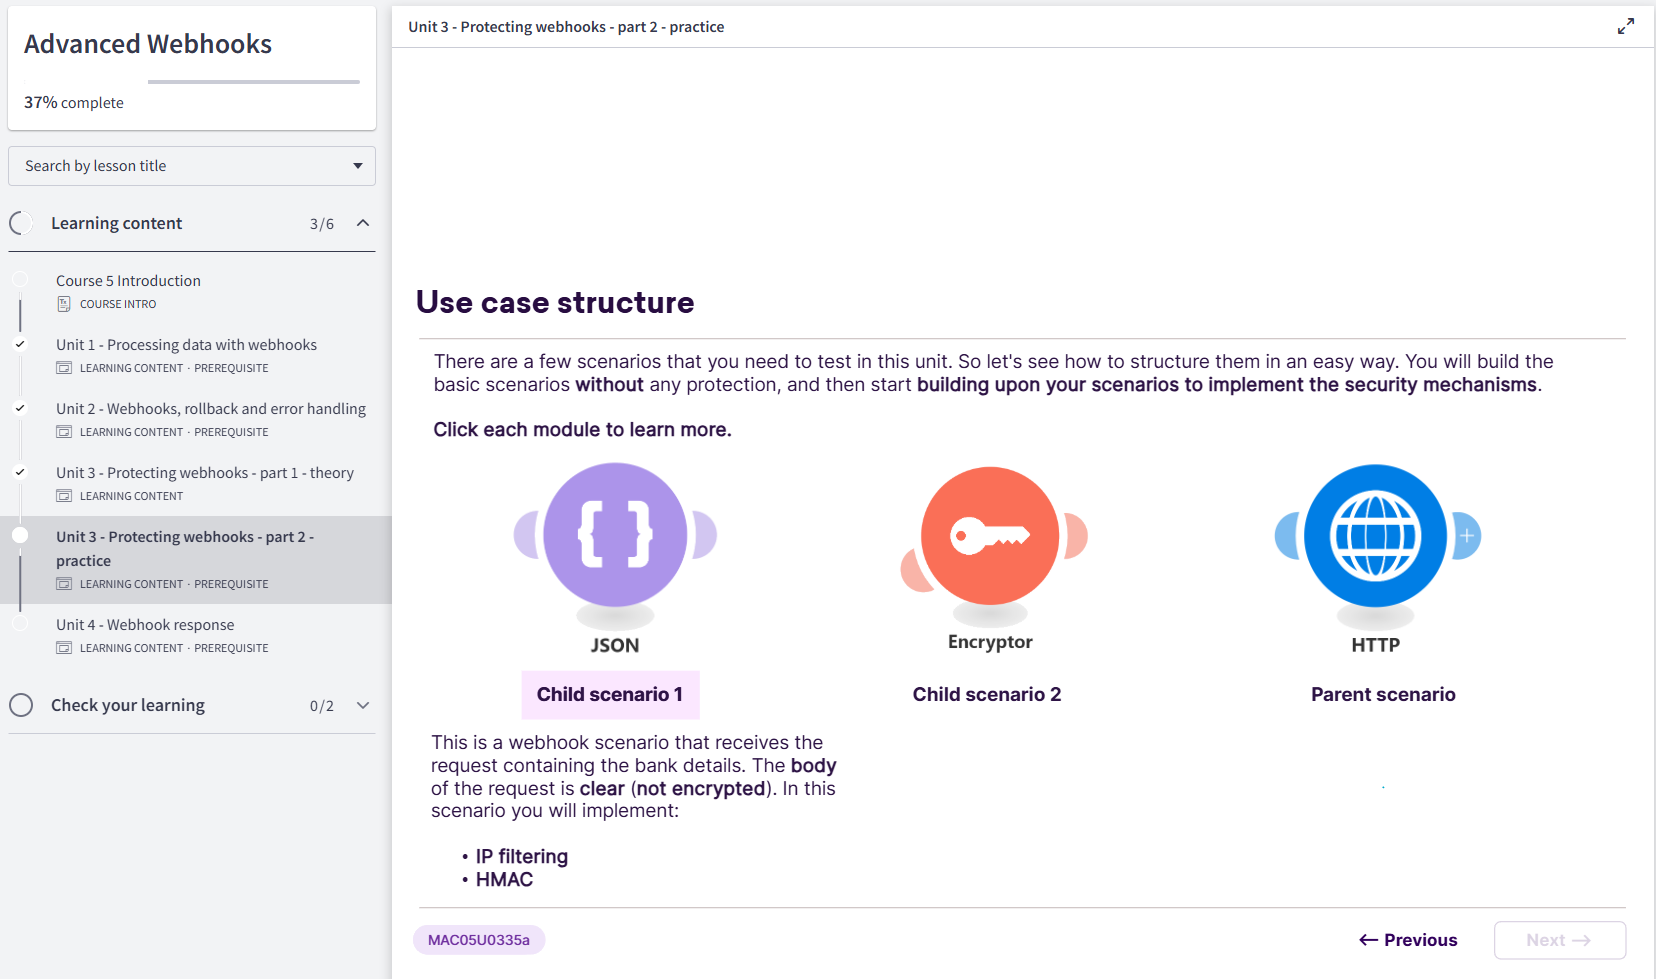 Advanced Webhooks
37% complete
Search by lesson title
Learning content 3/6
Course 5 Introduction
COURSE INTRO
Unit 1 - Processing data with webhooks
LEARNING CONTENT · PREREQUISITE
Unit 2 - Webhooks, rollback and error handling
LEARNING CONTENT · PREREQUISITE
Unit 3 - Protecting webhooks - part 1 - theory
LEARNING CONTENT
Unit 3 - Protecting webhooks - part 2 -
practice
LEARNING CONTENT · PREREQUISITE
Unit 4 - Webhook response
LEARNING CONTENT · PREREQUISITE
Check your learning 0/2
Unit 3 - Protecting webhooks - part 2 - practice
Use case structure
There are a few scenarios that you need to test in this unit. So let's see how to structure them in an easy way. You will build the
basic scenarios without any protection, and then start building upon your scenarios to implement the security mechanisms.
Click each module to learn more.
JSON
Encryptor
HTTP
Child scenario 1
Child scenario 2
Parent scenario
This is a webhook scenario that receives the
request containing the bank details. The body
of the request is clear (not encrypted). In this
scenario you will implement:
• IP filtering
• HMAC
MAC05U0335a
← Previous
Next →